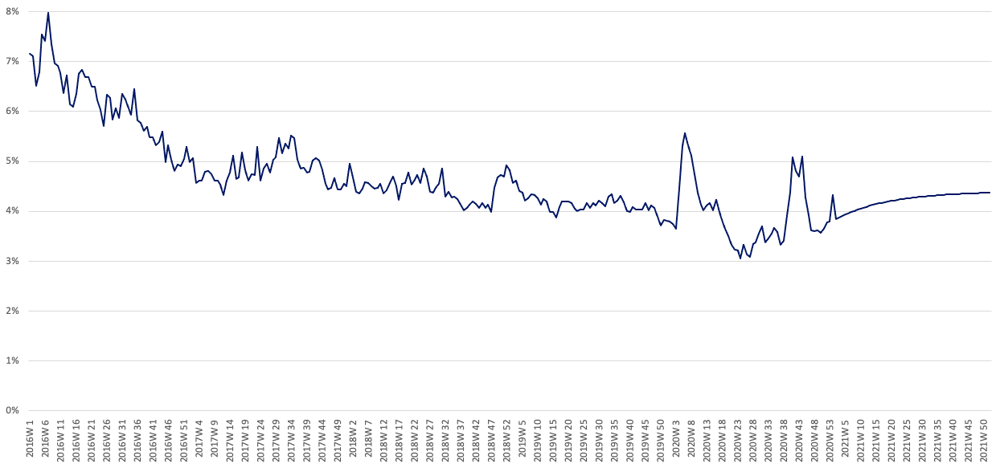 8%
7%
6%
5%
4%
3%
2%
1%
0%
2016W 1
2016W 6
2016W 11
2016W 16
2016W 21
2016W 26
2016W 31
2016W 36
2016W 41
2016W 46
2016W 51
2017W 4
2017W 9
2017W 14
2017W 19
2017W 24
2017W 29
2017W 34
2017W 39
2017W 44
2017W 49
2018W 2
2018W 7
2018W 12
2018W 17
2018W 22
2018W 27
2018W 32
2018W 37
2018W 42
2018W 47
2018W 52
2019W 5
2019W 10
2019W 15
2019W 20
2019W 25
2019W 30
2019W 35
2019W 40
2019W 45
2019W 50
2020W 3
2020W 8
2020W 13
2020W 18
2020W 23
2020W 28
2020W 33
2020W 38
2020W 43
2020W 48
2020W 53
2021W 5
2021W 10
2021W 15
2021W 20
2021W 25
2021W 30
2021W 35
2021W 40
2021W 45
2021W 50